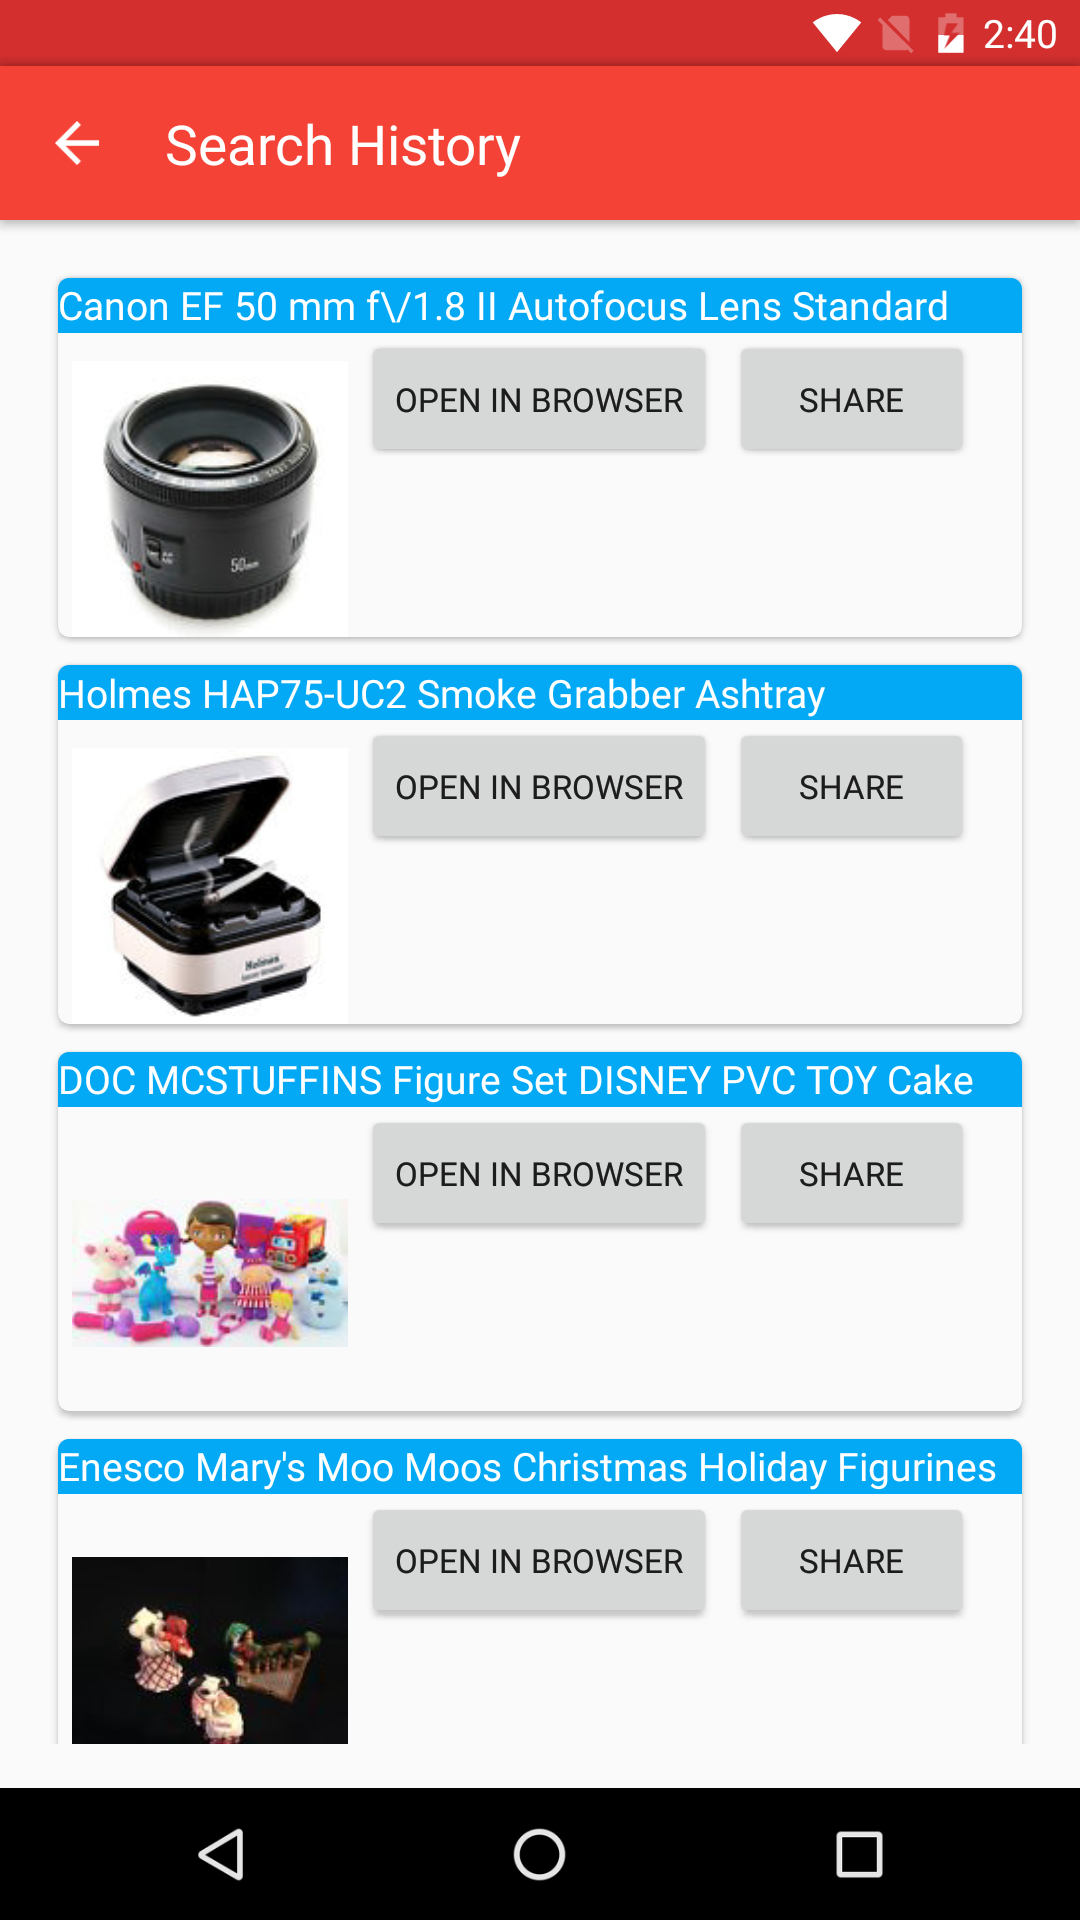 2:40
Search History
Canon EF 50 mm f\/1.8 II Autofocus Lens Standard
OPEN IN BROWSER
SHARE
50mm
Holmes HAP75-UC2 Smoke Grabber Ashtray
OPEN IN BROWSER
SHARE
Holmes
DOC MCSTUFFINS Figure Set DISNEY PVC TOY Cake
OPEN IN BROWSER
SHARE
Enesco Mary's Moo Moos Christmas Holiday Figurines
OPEN IN BROWSER
SHARE